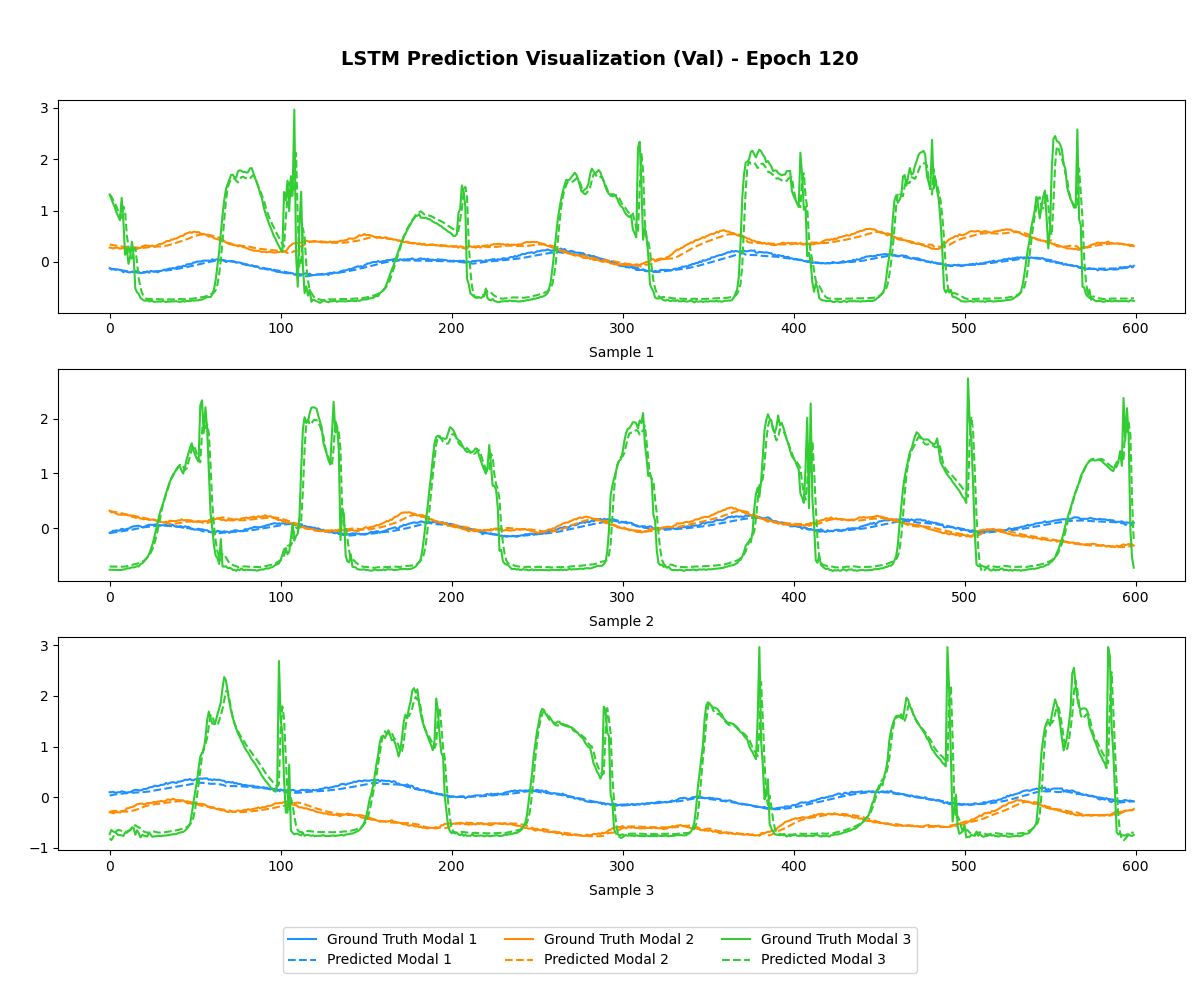 LSTM Prediction Visualization (Val) - Epoch 120
3
2
1
0
0 100 200 300 400 500 600
Sample 1
2
1
0
0 100 200 300 400 500 600
Sample 2
3
2
1
0
−1
0 100 200 300 400 500 600
Sample 3
Ground Truth Modal 1 Ground Truth Modal 2 Ground Truth Modal 3
Predicted Modal 1 Predicted Modal 2 Predicted Modal 3